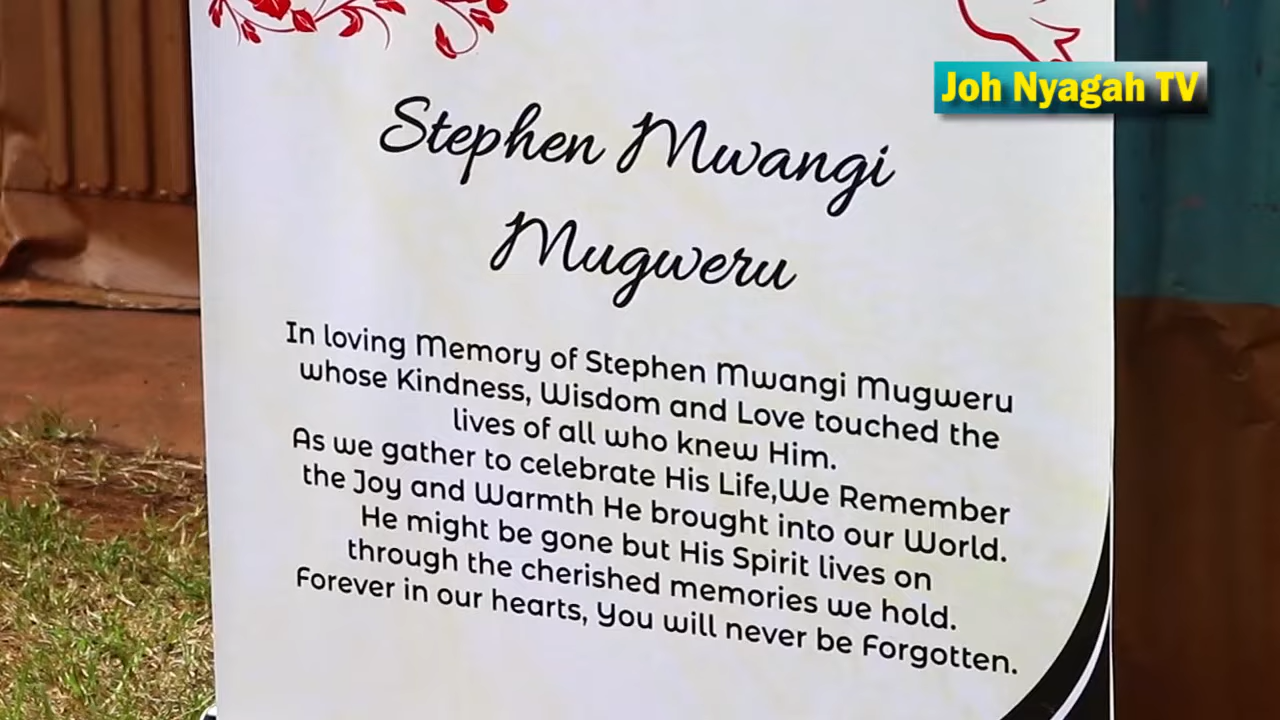 Joh Nyagah TV
Stephen Mwangi
Mugweru
In loving Memory of Stephen Mwangi Mugweru
whose Kindness, Wisdom and Love touched the
lives of all who knew Him.
As we gather to celebrate His Life,We Remember
the Joy and Warmth He brought into our World.
He might be gone but His Spirit lives on
through the cherished memories we hold.
Forever in our hearts, You will never be Forgotten.